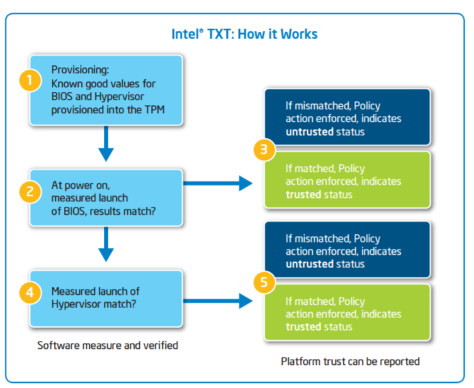 Intel® TXT: How it Works
1
Provisioning:
Known good values for
BIOS and Hypervisor
provisioned into the TPM
2
At power on,
measured launch
of BIOS, results match?
3
If mismatched, Policy
action enforced, indicates
untrusted status
If matched, Policy
action enforced, indicates
trusted status
4
Measured launch of
Hypervisor match?
5
If mismatched, Policy
action enforced, indicates
untrusted status
If matched, Policy
action enforced, indicates
trusted status
Software measure and verified
Platform trust can be reported